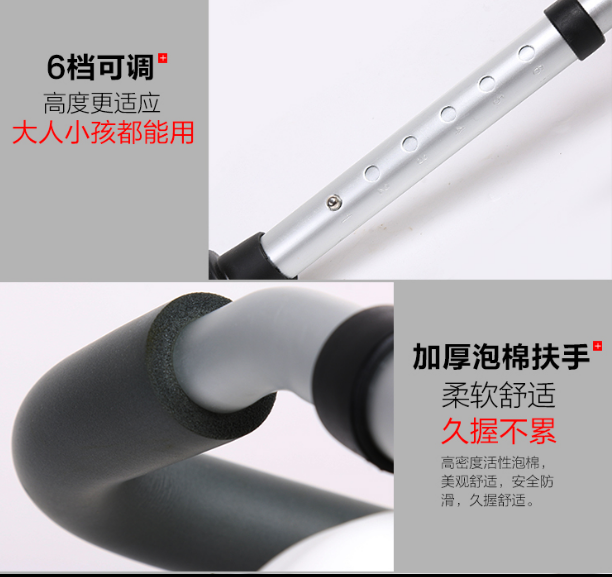 6档可调
高度更适应
大人小孩都能用
加厚泡棉扶手
柔软舒适
久握不累
高密度活性泡棉，
美观舒适，安全防
滑，久握舒适。